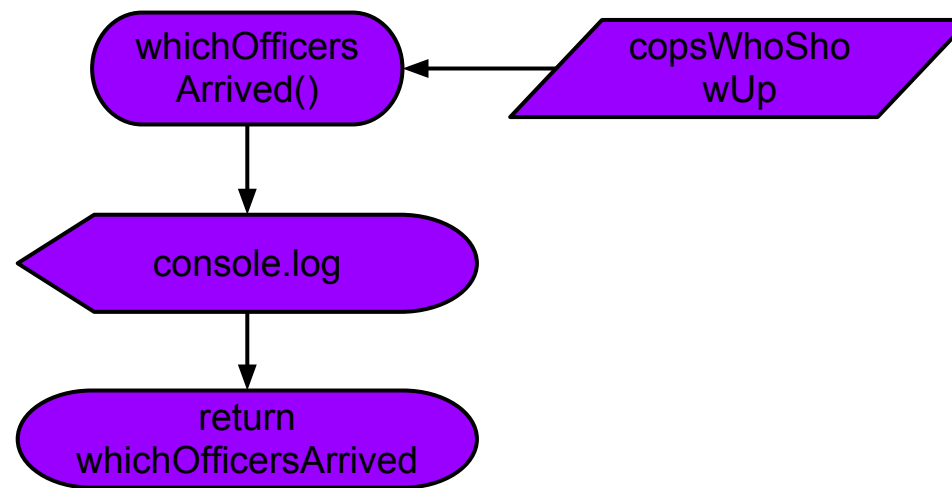 whichOfficers
Arrived()
copsWhoSho
wUp
console.log
return
whichOfficersArrived